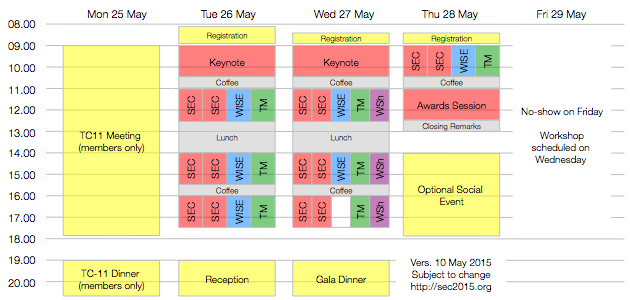 Mon 25 May Tue 26 May Wed 27 May Thu 28 May Fri 29 May
08.00
Registration Registration Registration
09.00
Keynote Keynote SEC SEC WISE TM
10.00
Coffee Coffee Coffee
11.00
SEC SEC WISE TM SEC SEC WISE TM WSh
Awards Session
No-show on Friday
12.00
Closing Remarks
13.00
TC11 Meeting
(members only)
Lunch Lunch
Workshop
scheduled on
Wednesday
14.00
SEC SEC WISE TM SEC SEC WISE TM WSh
15.00
Optional Social
Event
Coffee Coffee
16.00
SEC SEC WISE TM SEC SEC TM WSh
17.00
18.00
19.00
TC-11 Dinner
(members only)
Reception Gala Dinner
Vers. 10 May 2015
Subject to change
http://sec2015.org
20.00